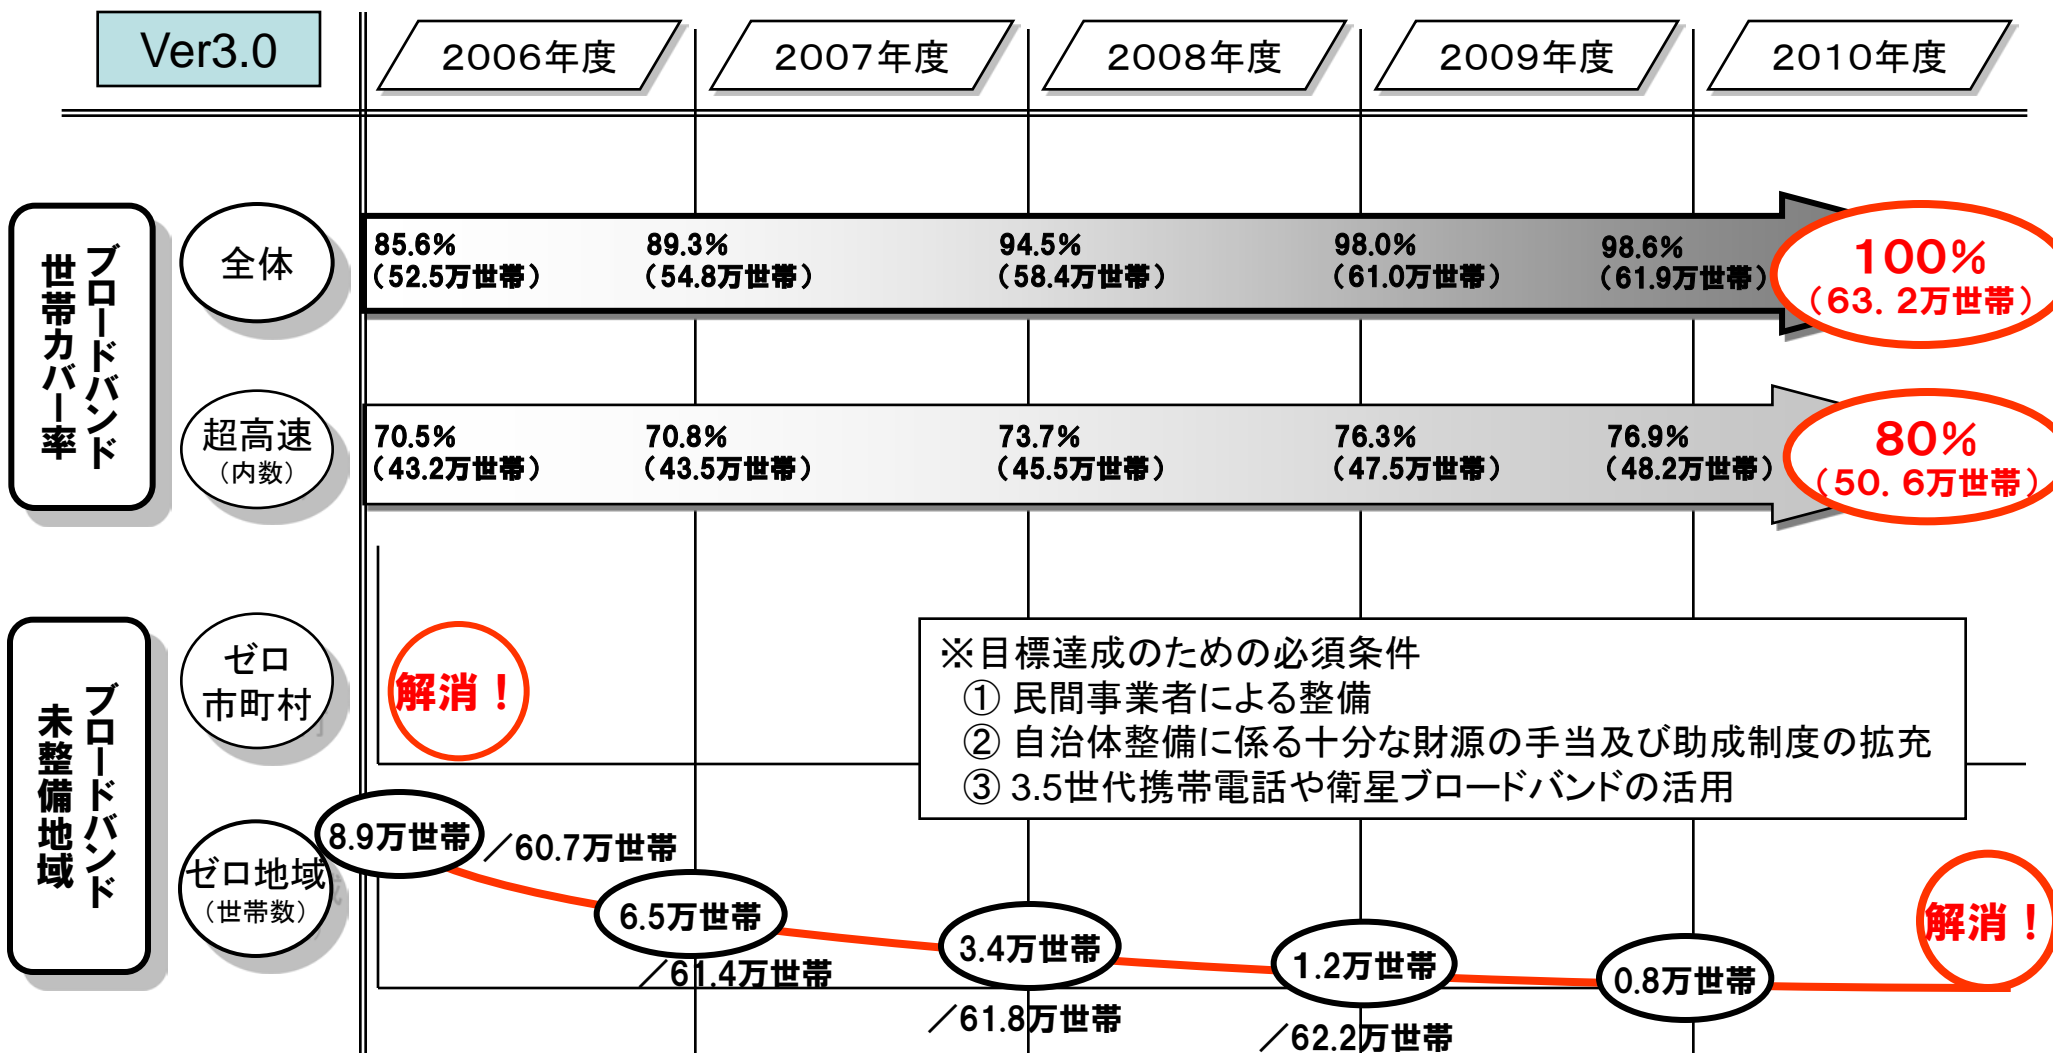 Ver3.0
2006年度
2007年度
2008年度
2009年度
2010年度
ブロードバンド
世帯カバー率
全体
85.6%
(52.5万世帯)
89.3%
(54.8万世帯)
94.5%
(58.4万世帯)
98.0%
(61.0万世帯)
98.6%
(61.9万世帯)
100%
(63.2万世帯)
超高速
(内数)
70.5%
(43.2万世帯)
70.8%
(43.5万世帯)
73.7%
(45.5万世帯)
76.3%
(47.5万世帯)
76.9%
(48.2万世帯)
80%
(50.6万世帯)
ブロードバンド
未整備地域
ゼロ
市町村
解消!
※目標達成のための必須条件
① 民間事業者による整備
② 自治体整備に係る十分な財源の手当及び助成制度の拡充
③ 3.5世代携帯電話や衛星ブロードバンドの活用
ゼロ地域
(世帯数)
8.9万世帯
/60.7万世帯
6.5万世帯
/61.4万世帯
3.4万世帯
/61.8万世帯
1.2万世帯
/62.2万世帯
0.8万世帯
解消!